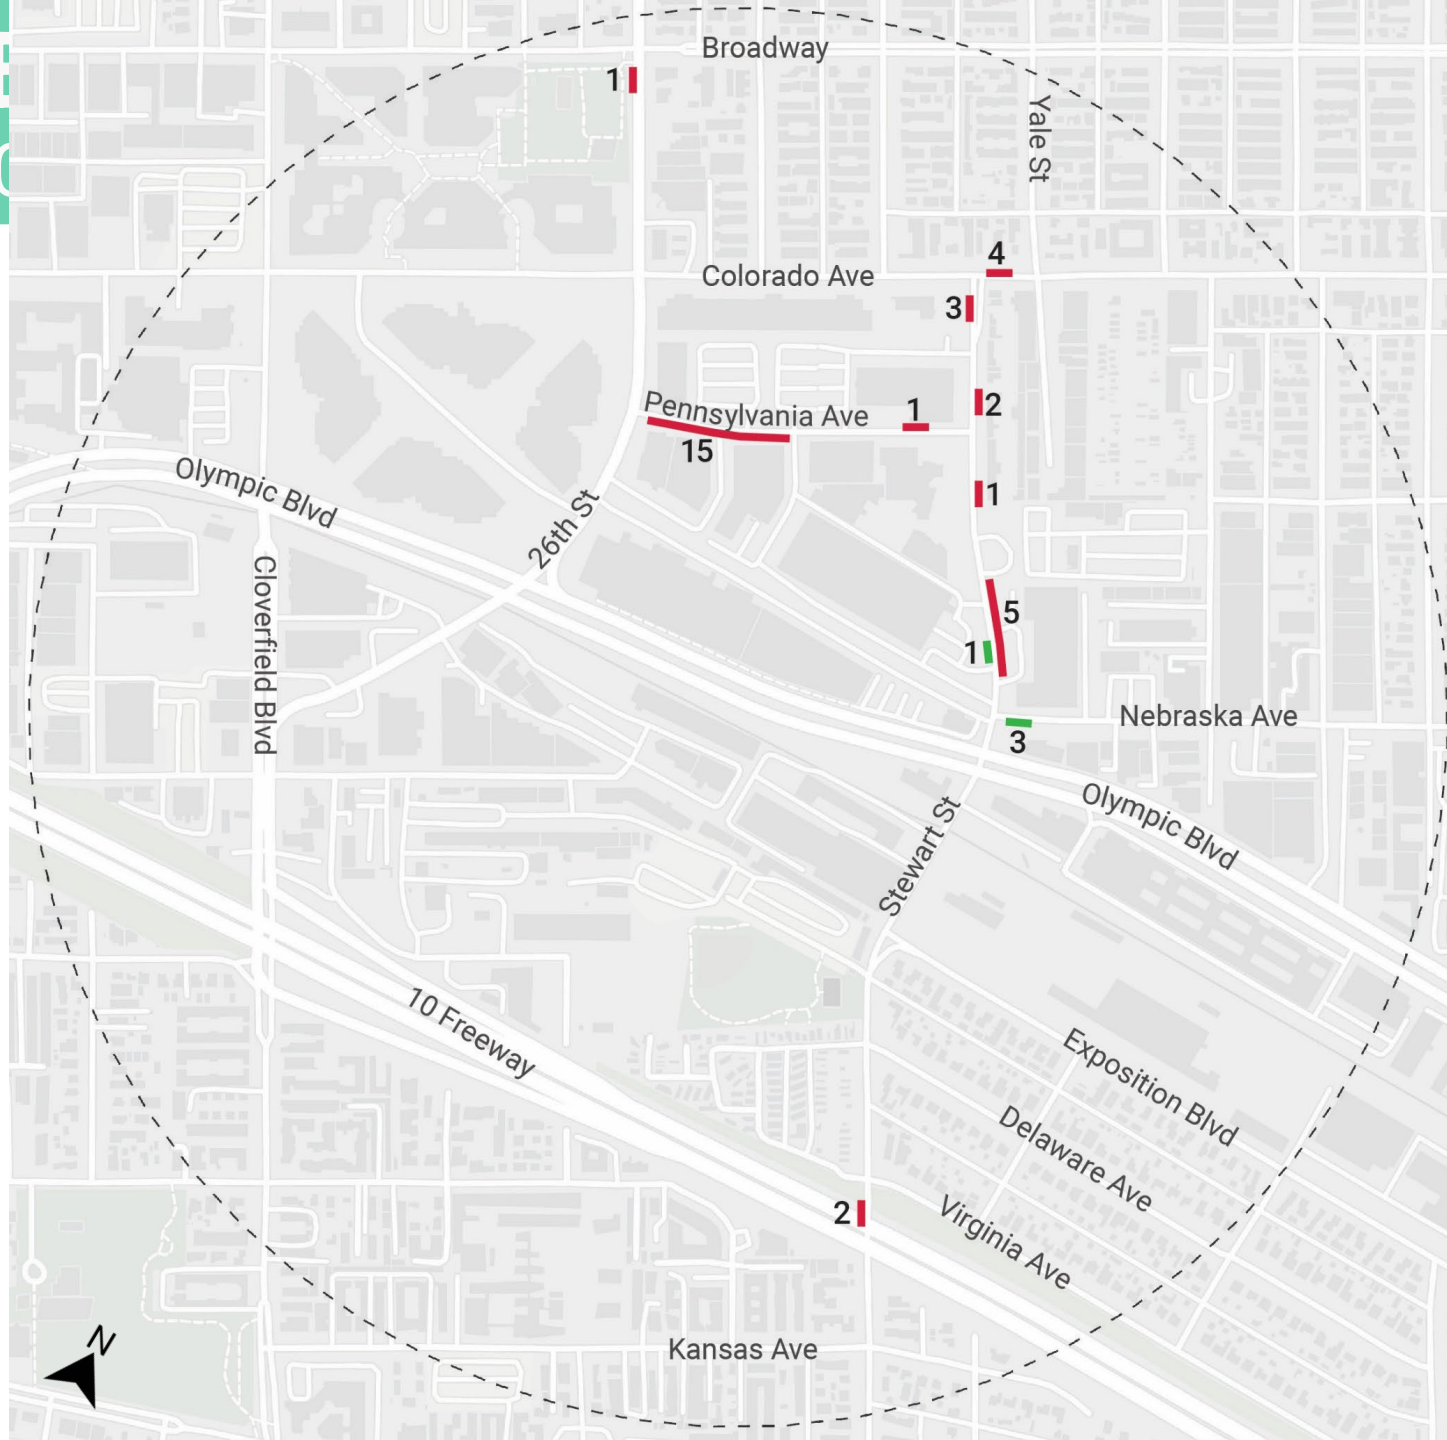 Broadway
1
Yale St
4
Colorado Ave
3
2
Pennsylvania Ave
1
15
Olympic Blvd
1
26th St
Cloverfield Blvd
5
1
Nebraska Ave
3
Olympic Blvd
Stewart St
10 Freeway
Exposition Blvd
Delaware Ave
Virginia Ave
2
Kansas Ave
N